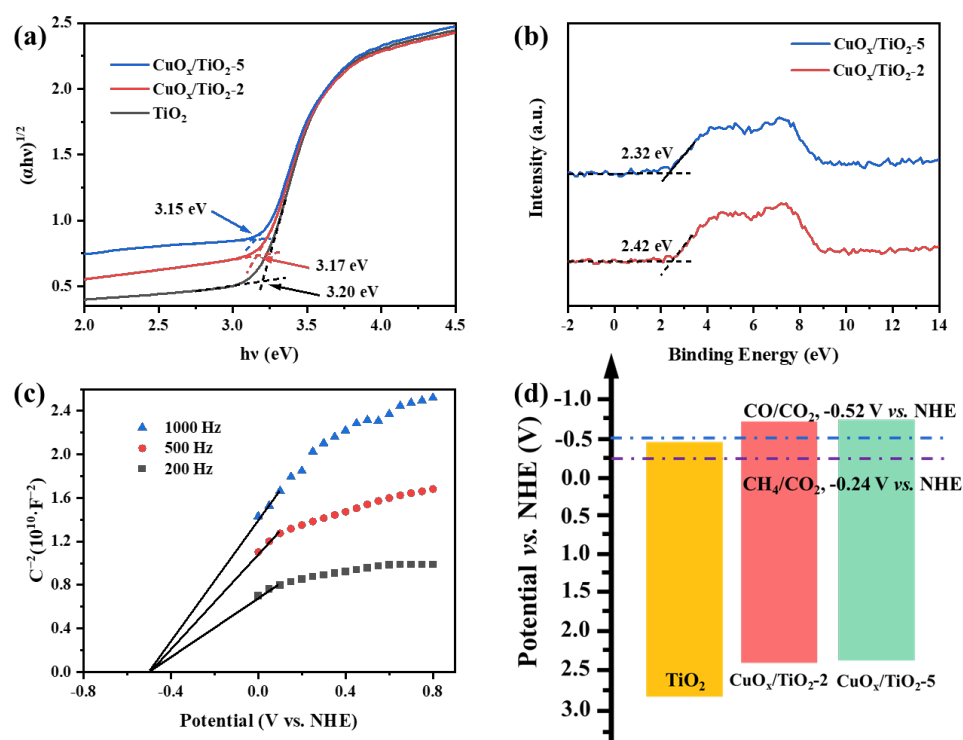 (a)
CuOₓ/TiO₂-5
CuOₓ/TiO₂-2
TiO₂
3.15 eV
3.17 eV
3.20 eV
(αhν)¹ᐟ²
2.5
2.0
1.5
1.0
0.5
2.0 2.5 3.0 3.5 4.0 4.5
hν (eV)
(b)
CuOₓ/TiO₂-5
CuOₓ/TiO₂-2
2.32 eV
2.42 eV
Intensity (a.u.)
-2 0 2 4 6 8 10 12 14
Binding Energy (eV)
(c)
1000 Hz
500 Hz
200 Hz
C⁻²(10¹⁰·F⁻²)
2.4
1.8
1.2
0.6
0.0
-0.8 -0.4 0.0 0.4 0.8
Potential (V vs. NHE)
(d)
Potential vs. NHE (V)
-1.0
-0.5
0.0
0.5
1.0
1.5
2.0
2.5
3.0
CO/CO₂, -0.52 V vs. NHE
CH₄/CO₂, -0.24 V vs. NHE
TiO₂
CuOₓ/TiO₂-2
CuOₓ/TiO₂-5